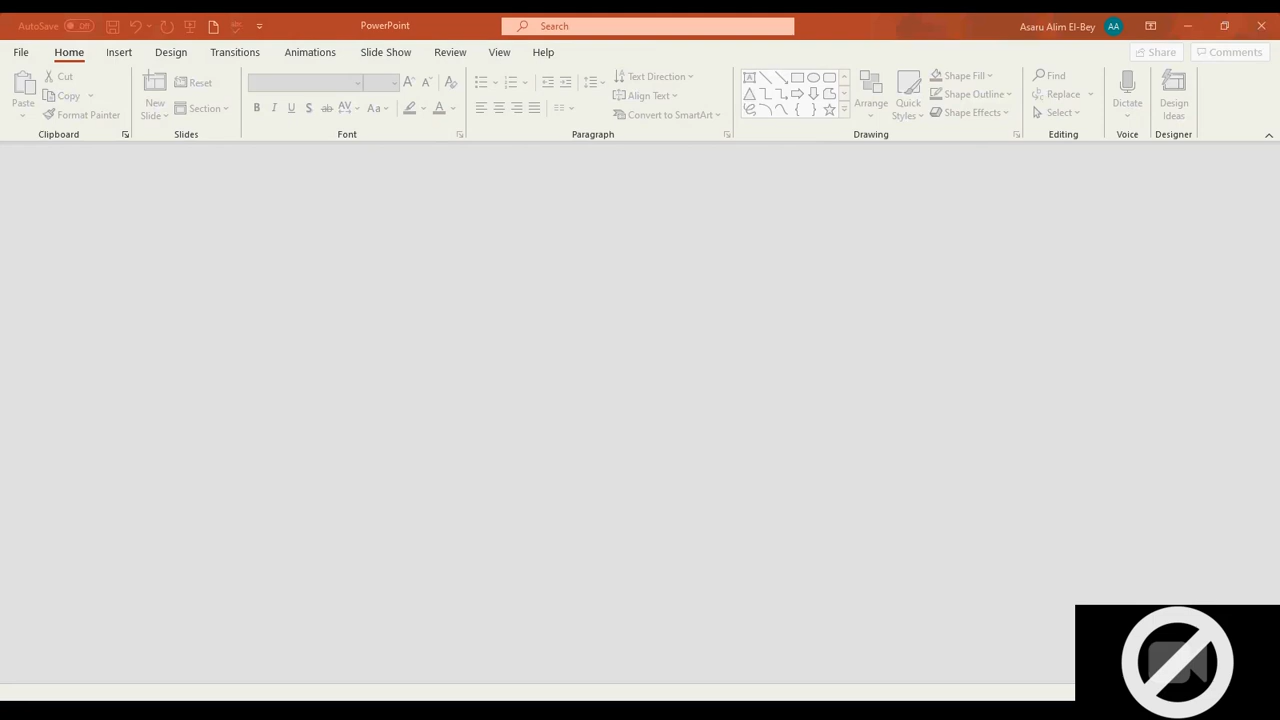 AutoSave Off PowerPoint Search Asaru Alim El-Bey AA
File Home Insert Design Transitions Animations Slide Show Review View Help Share Comments
Paste Cut Copy Format Painter Clipboard
New Slide Reset Section Slides
B I U S ab AV Aa A Font
Text Direction Align Text Convert to SmartArt Paragraph
Arrange Quick Styles Shape Fill Shape Outline Shape Effects Drawing
Find Replace Select Editing
Dictate Voice
Design Ideas Designer